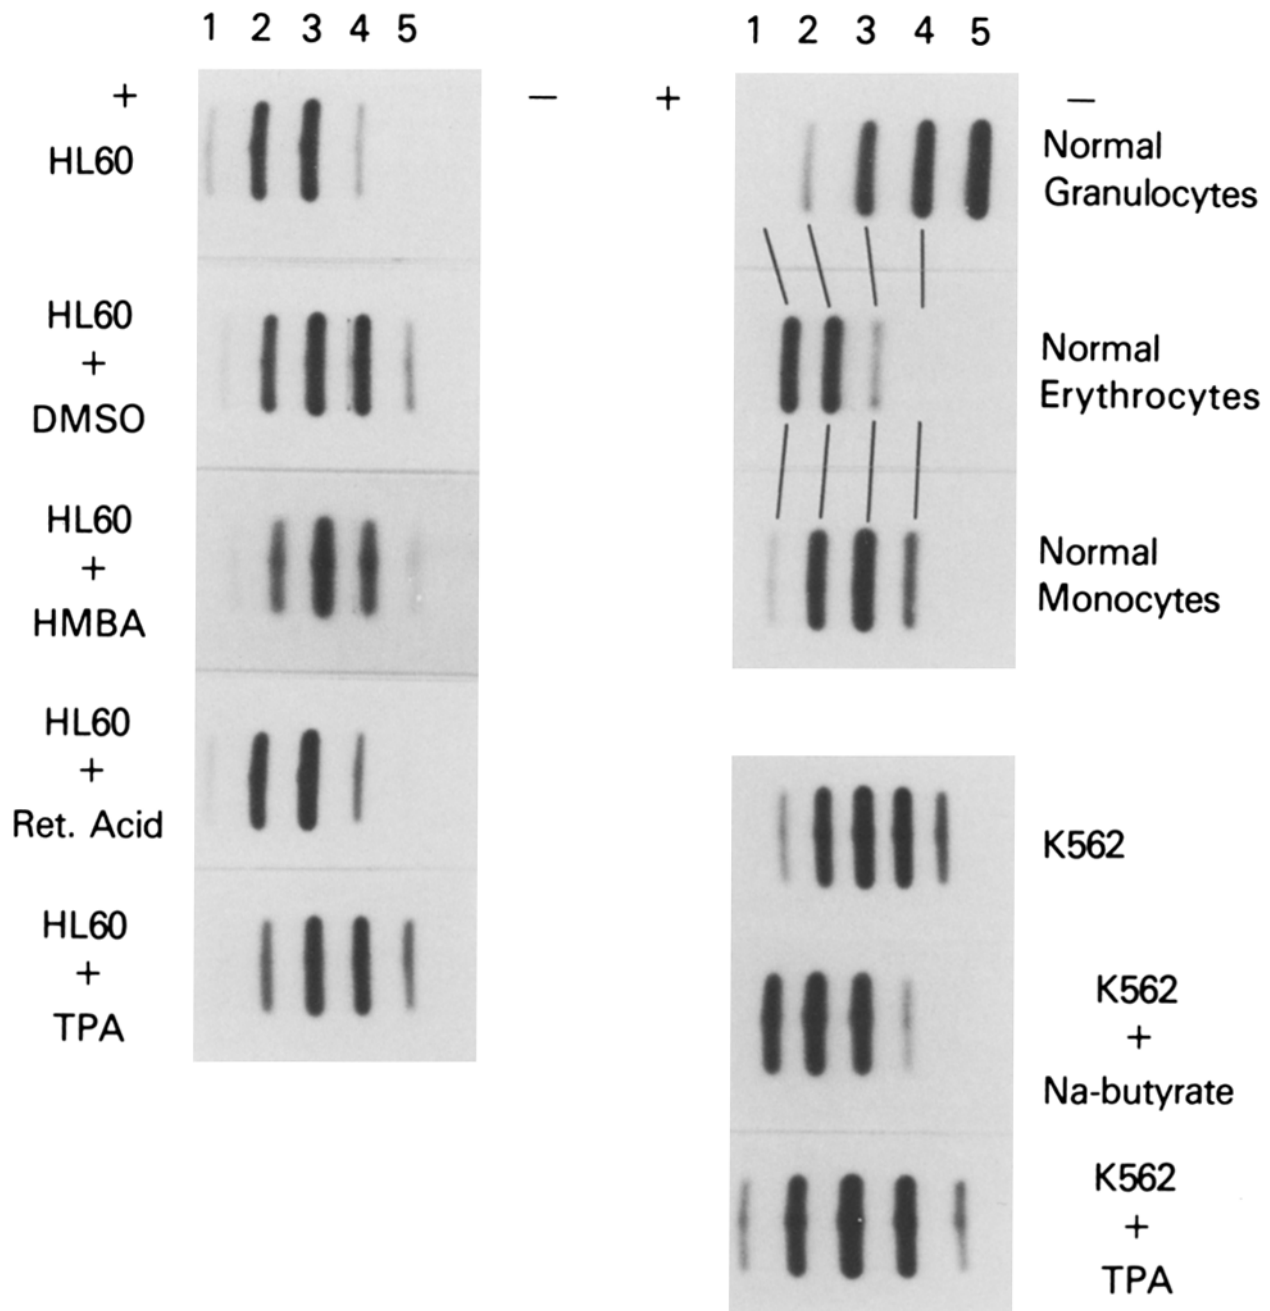 1 2 3 4 5
+ −
HL60
HL60
+
DMSO
HL60
+
HMBA
HL60
+
Ret. Acid
HL60
+
TPA
1 2 3 4 5
+ −
Normal
Granulocytes
Normal
Erythrocytes
Normal
Monocytes
K562
K562
+
Na-butyrate
K562
+
TPA